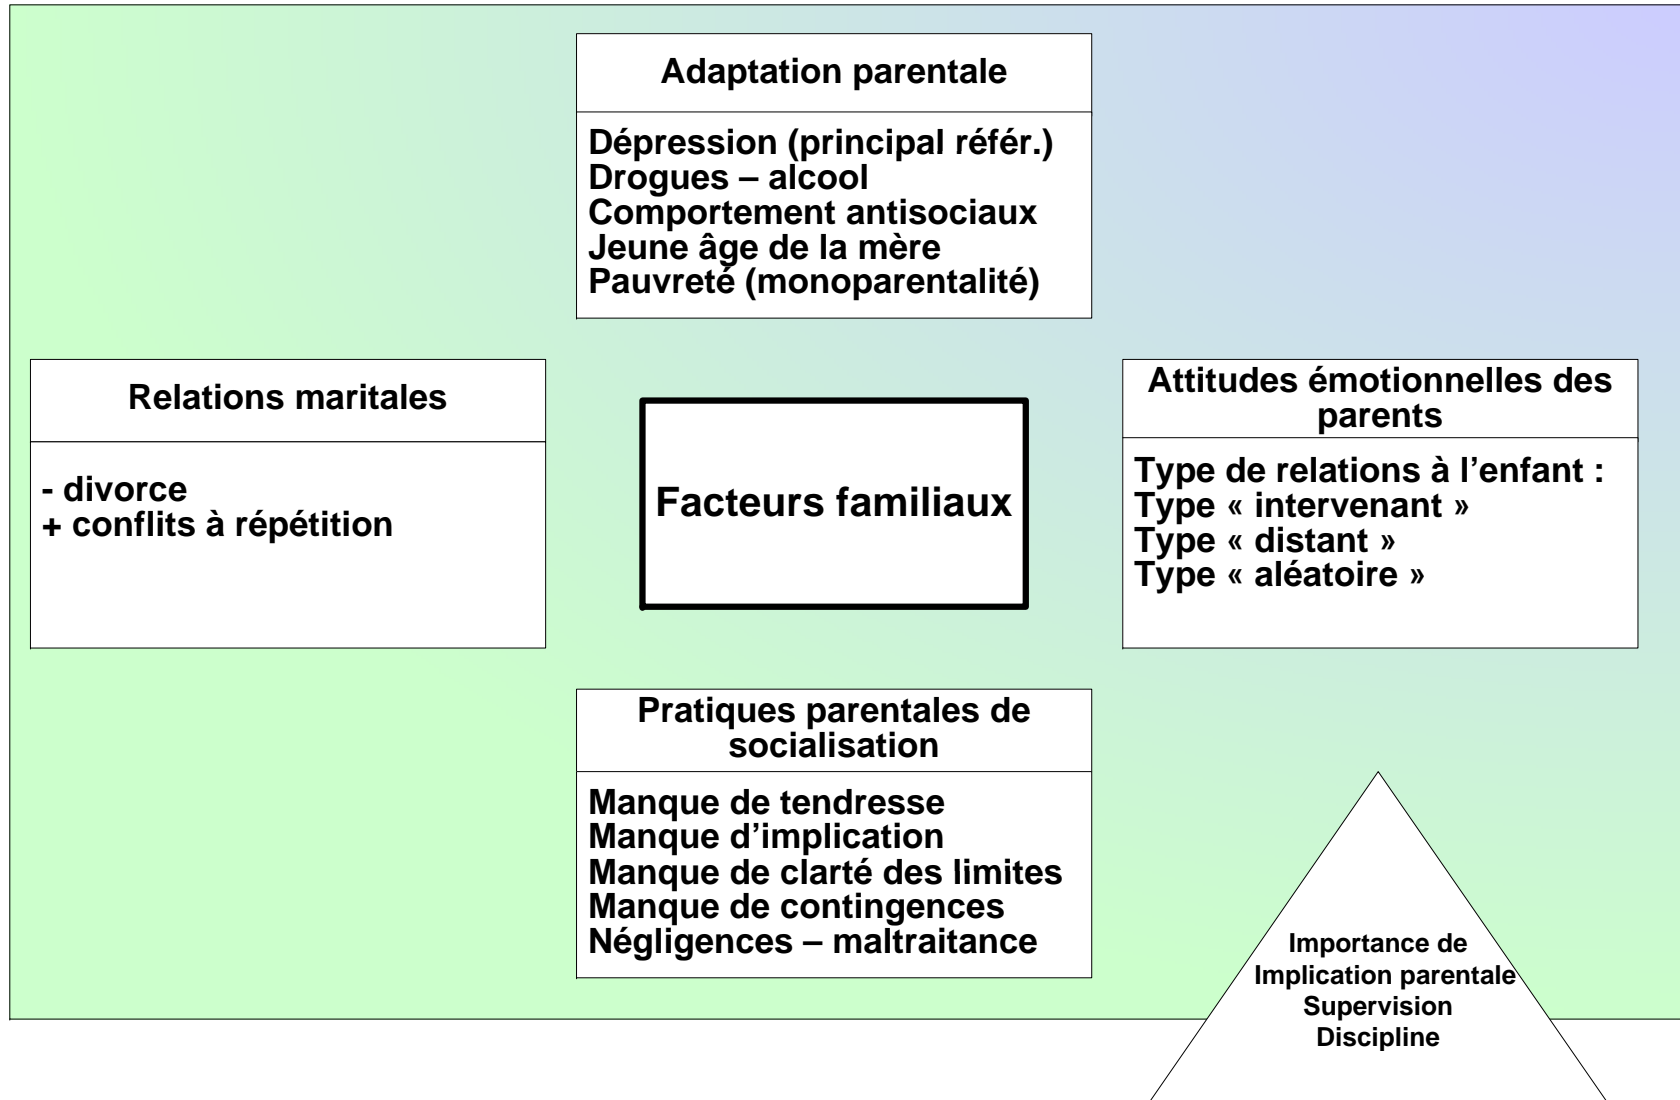 Adaptation parentale
Dépression (principal référ.)
Drogues – alcool
Comportement antisociaux
Jeune âge de la mère
Pauvreté (monoparentalité)
Relations maritales
- divorce
+ conflits à répétition
Facteurs familiaux
Attitudes émotionnelles des
parents
Type de relations à l’enfant :
Type « intervenant »
Type « distant »
Type « aléatoire »
Pratiques parentales de
socialisation
Manque de tendresse
Manque d’implication
Manque de clarté des limites
Manque de contingences
Négligences – maltraitance
Importance de
Implication parentale
Supervision
Discipline